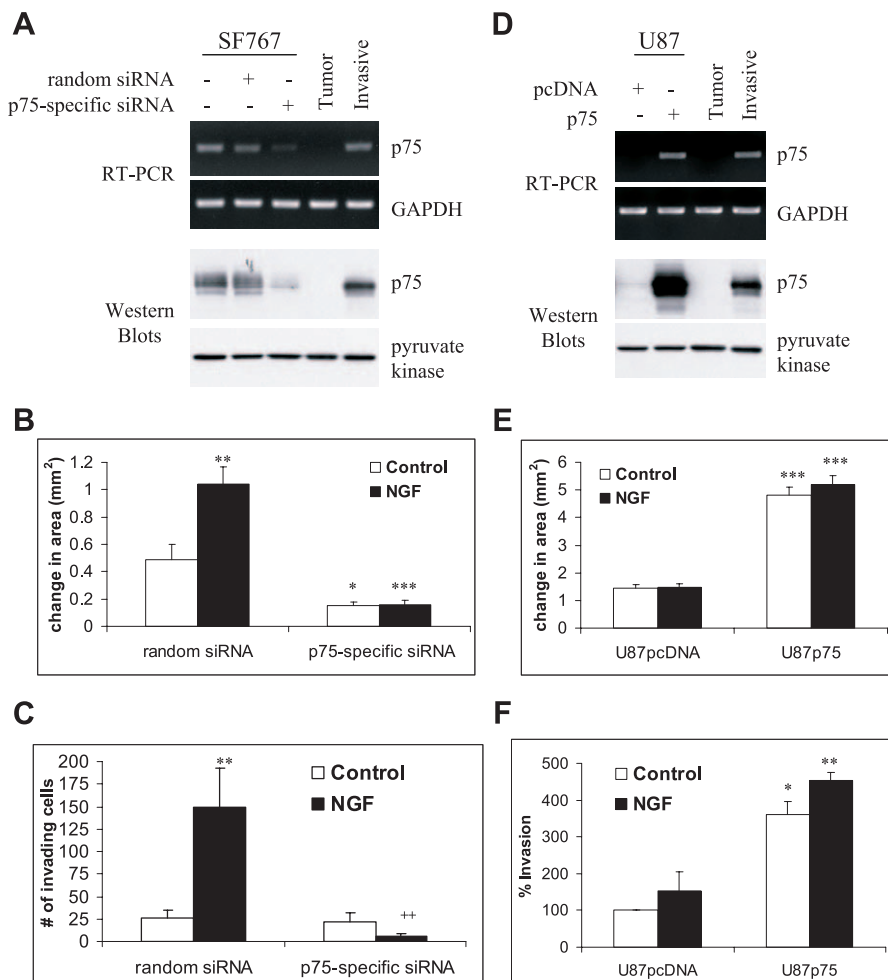 A
SF767
random siRNA - + -
p75-specific siRNA - - +
Tumor
Invasive
RT-PCR
p75
GAPDH
Western
Blots
p75
pyruvate
kinase
D
U87
pcDNA + -
p75 - +
Tumor
Invasive
RT-PCR
p75
GAPDH
Western
Blots
p75
pyruvate
kinase
B
change in area (mm²)
1.2
1
0.8
0.6
0.4
0.2
0
**
* ***
Control
NGF
random siRNA p75-specific siRNA
E
change in area (mm²)
6
5
4
3
2
1
0
Control
NGF
*** ***
U87pcDNA U87p75
C
# of invading cells
200
175
150
125
100
75
50
25
0
**
++
Control
NGF
random siRNA p75-specific siRNA
F
% Invasion
500
400
300
200
100
0
Control
NGF
* **
U87pcDNA U87p75